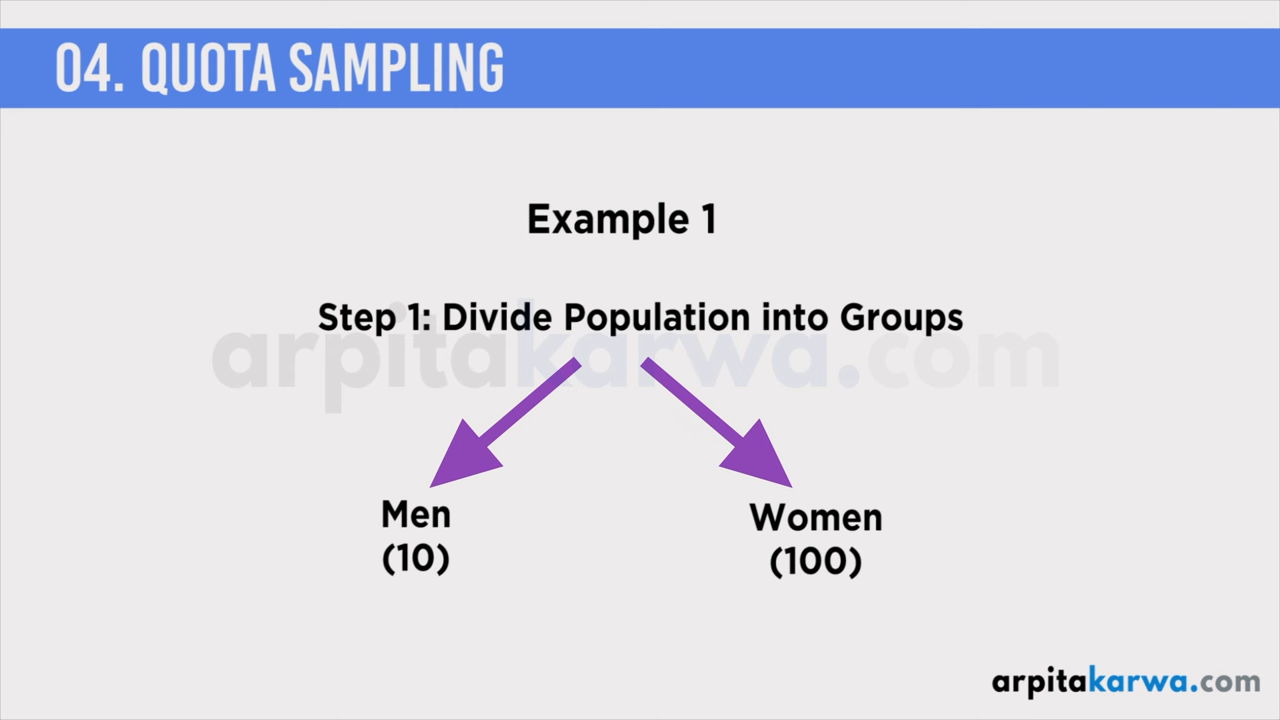 04. QUOTA SAMPLING
Example 1
Step 1: Divide Population into Groups
arpitakarwa.com
Men
(10)
Women
(100)
arpitakarwa.com